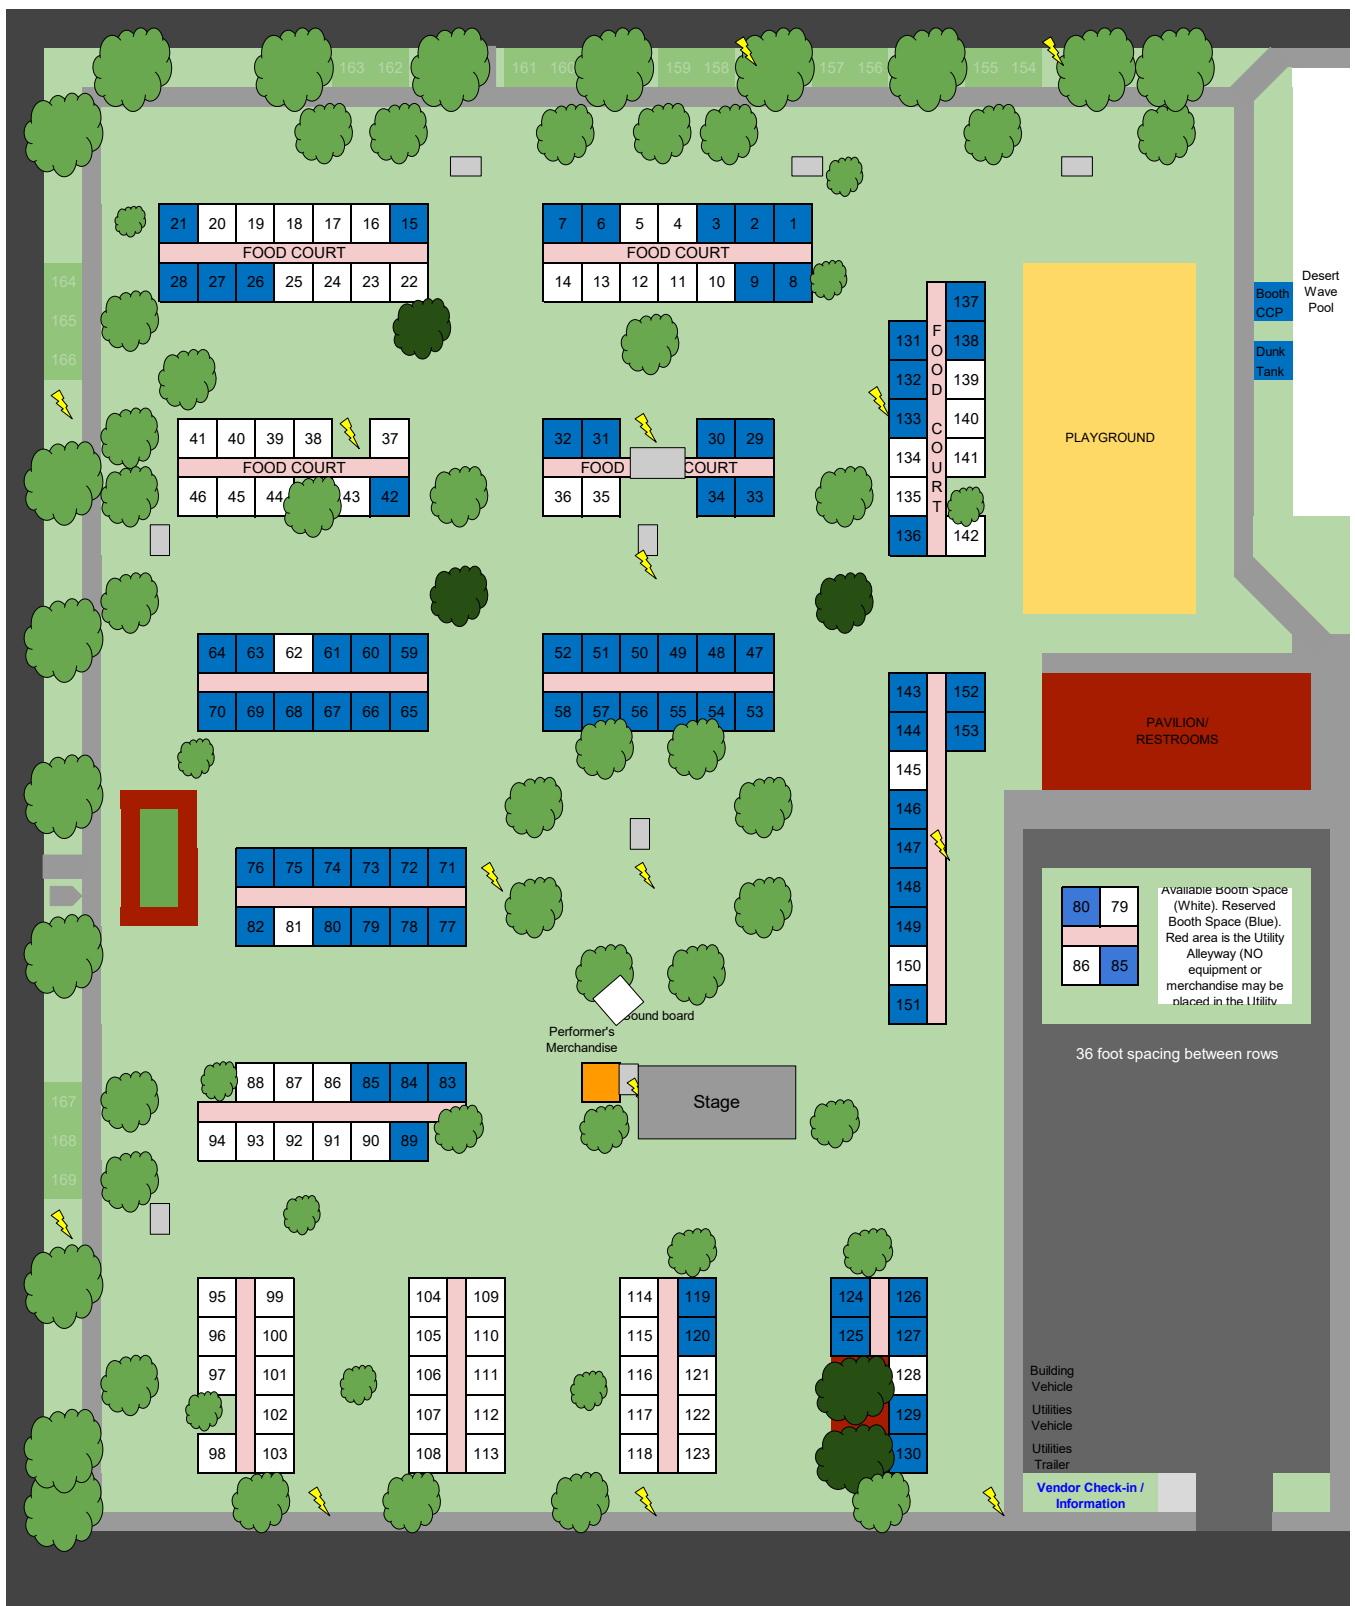 163 162 161 160 159 158 157 156 155 154
21 20 19 18 17 16 15
FOOD COURT
28 27 26 25 24 23 22
7 6 5 4 3 2 1
FOOD COURT
14 13 12 11 10 9 8
164
165
166
137
131 138
132 139
133 140
134 141
135
136 142
FOOD COURT
PLAYGROUND
Booth
CCP
Dunk
Tank
Desert
Wave
Pool
41 40 39 38 37
FOOD COURT
46 45 44 43 42
32 31 30 29
FOOD COURT
36 35 34 33
64 63 62 61 60 59
70 69 68 67 66 65
52 51 50 49 48 47
58 57 56 55 54 53
143 152
144 153
145
146
147
148
149
150
151
PAVILION/
RESTROOMS
76 75 74 73 72 71
82 81 80 79 78 77
80 79
86 85
Available Booth Space
(White). Reserved
Booth Space (Blue).
Red area is the Utility
Alleyway (NO
equipment or
merchandise may be
placed in the Utility
36 foot spacing between rows
board
Performer's
Merchandise
Stage
88 87 86 85 84 83
94 93 92 91 90 89
167
168
169
95 99
96 100
97 101
102
98 103
104 109
105 110
106 111
107 112
108 113
114 119
115 120
116 121
117 122
118 123
124 126
125 127
128
129
130
Building
Vehicle
Utilities
Vehicle
Utilities
Trailer
Vendor Check-in /
Information